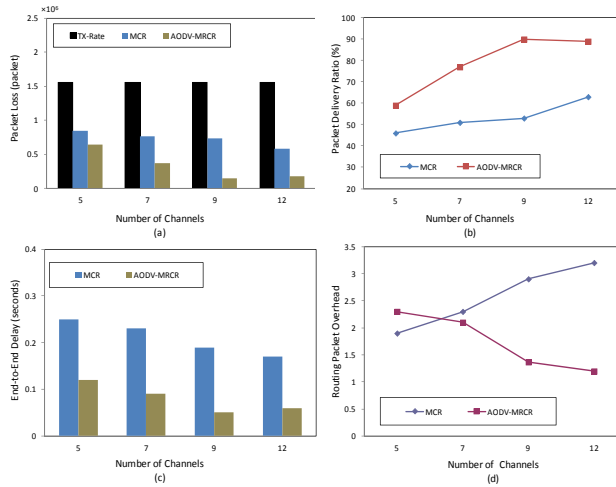 2.5
×10⁶
TX-Rate MCR AODV-MRCR
2
1.5
1
0.5
0
Packet Loss (packet)
5 7 9 12
Number of Channels
(a)
100
90
80
70
60
50
40
30
20
Packet Delivery Ratio (%)
MCR AODV-MRCR
5 7 9 12
Number of Channels
(b)
0.4
0.3
0.2
0.1
0
End-to-End Delay (seconds)
MCR AODV-MRCR
5 7 9 12
Number of Channels
(c)
3.5
3
2.5
2
1.5
1
0.5
0
Routing Packet Overhead
MCR AODV-MRCR
5 7 9 12
Number of Channels
(d)